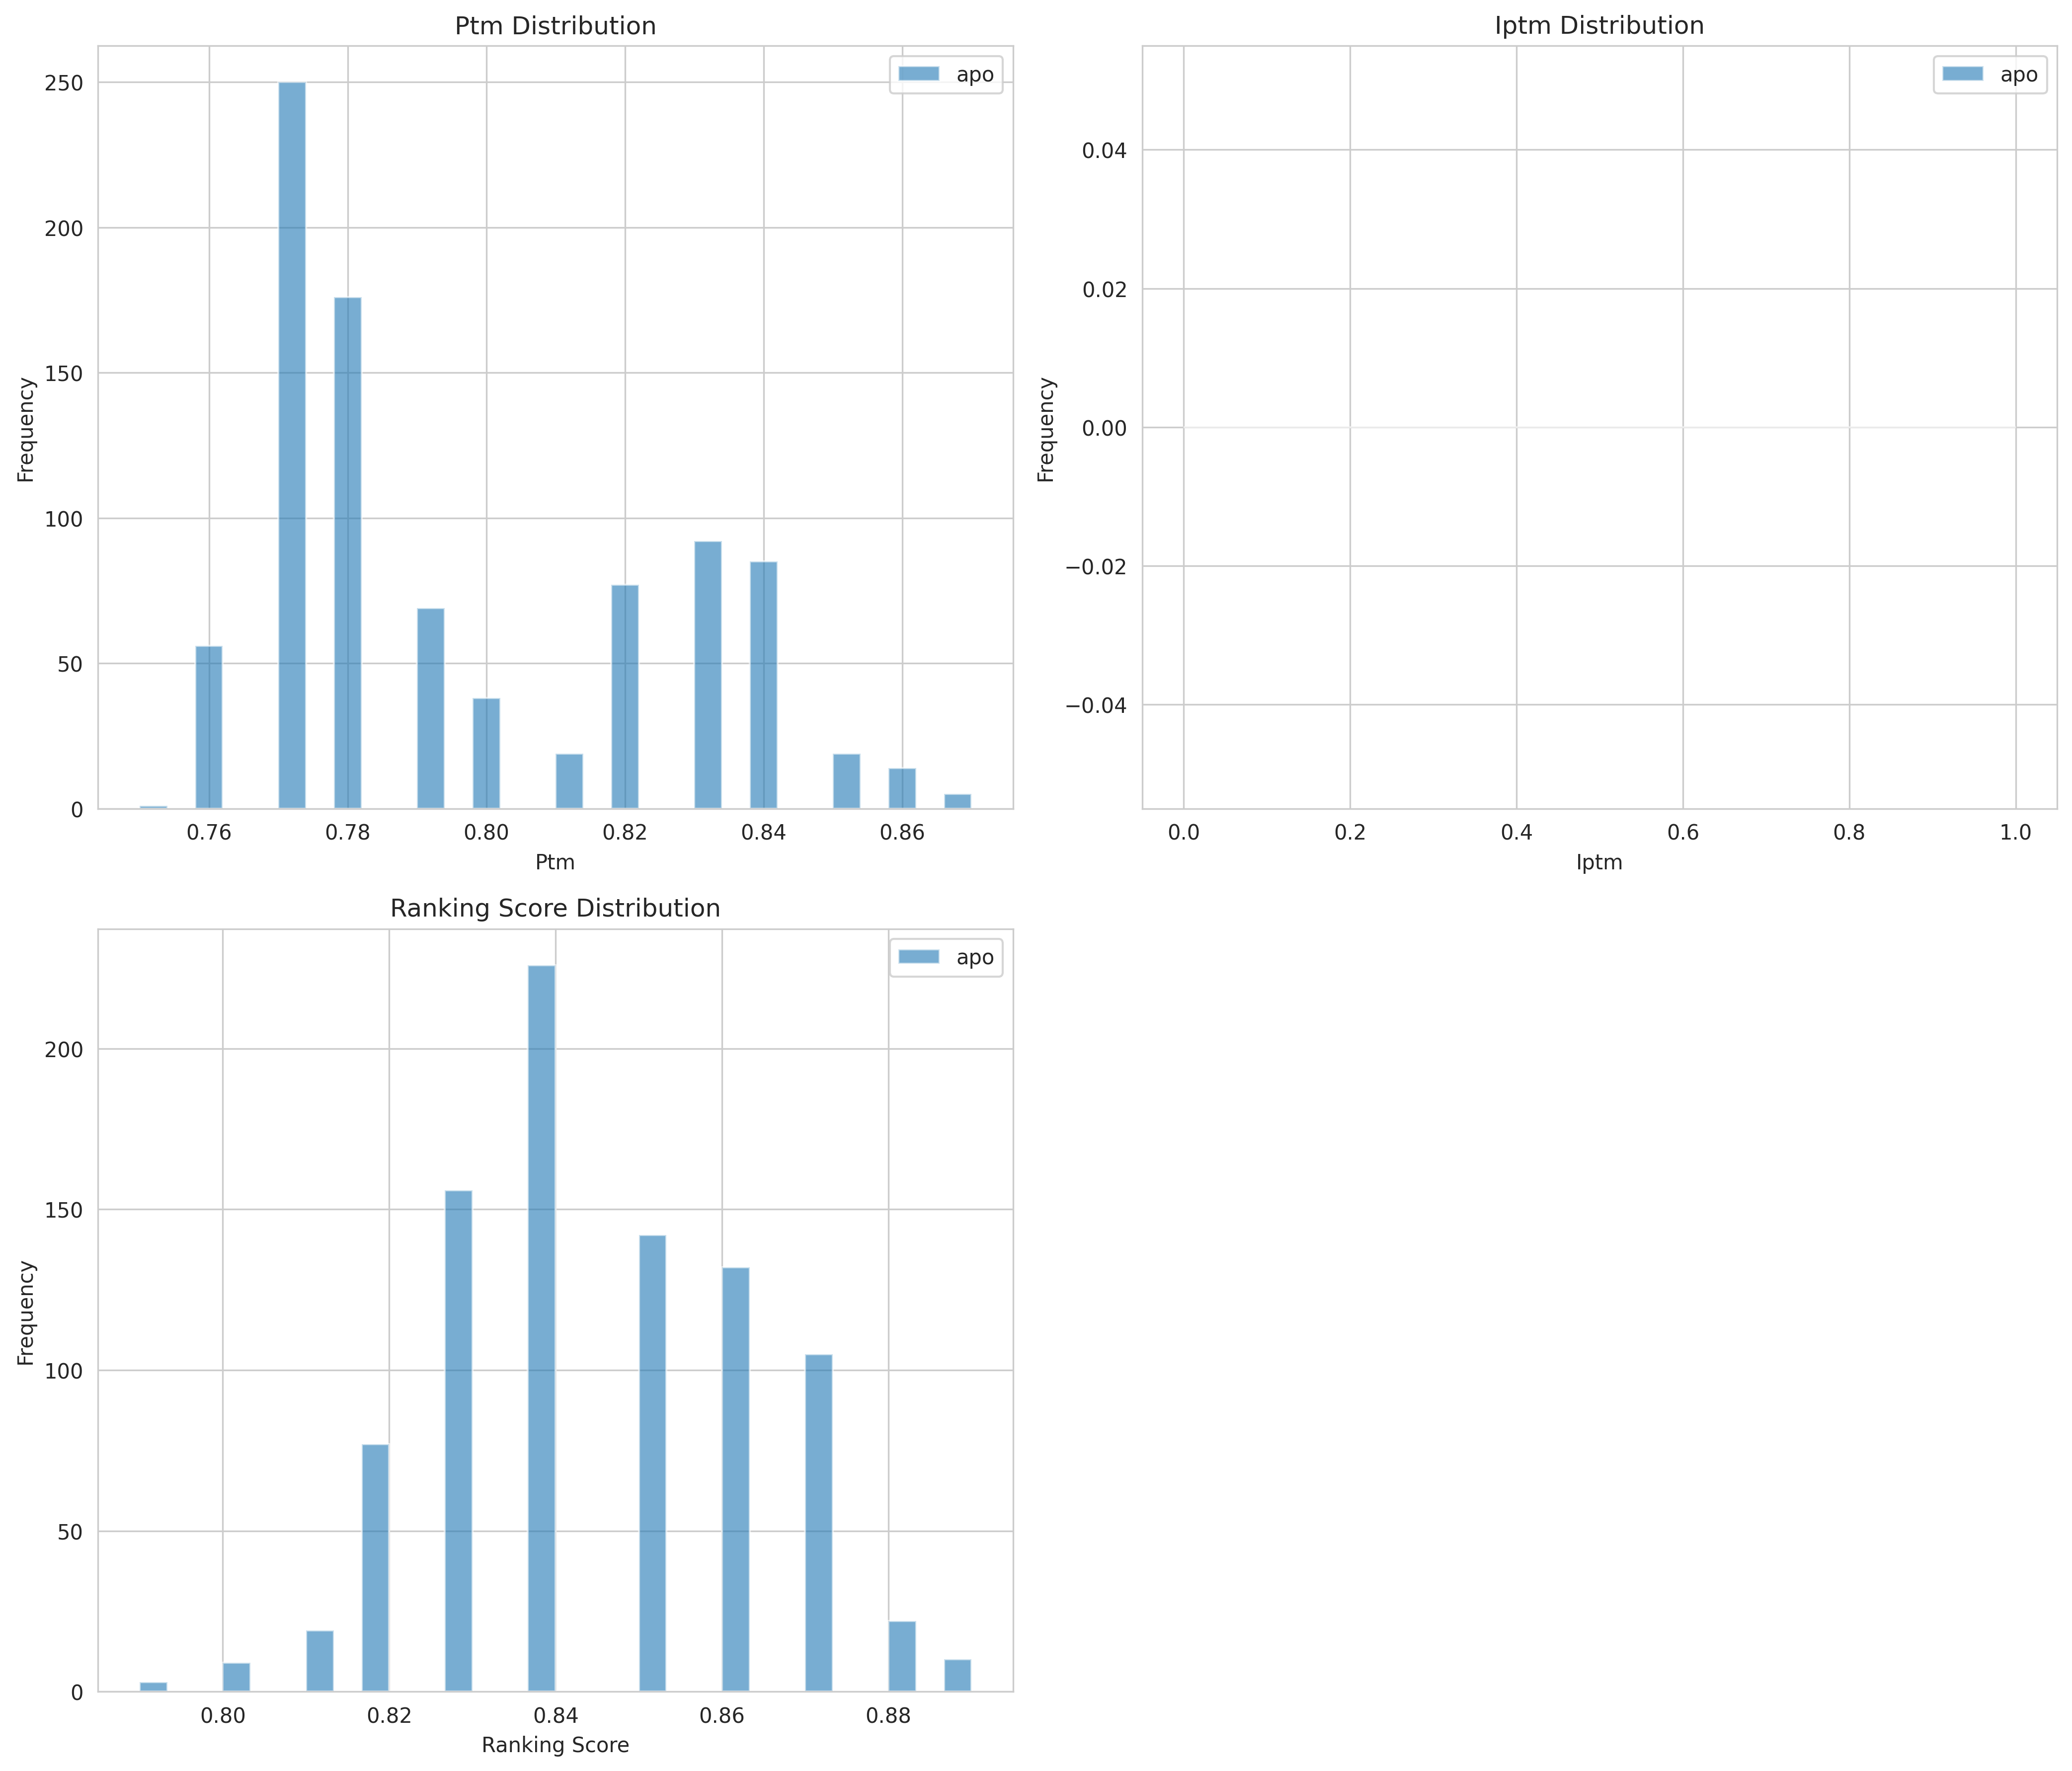 Ptm Distribution
apo
Frequency
250
200
150
100
50
0
0.76 0.78 0.80 0.82 0.84 0.86
Ptm
Iptm Distribution
apo
Frequency
0.04
0.02
0.00
−0.02
−0.04
0.0 0.2 0.4 0.6 0.8 1.0
Iptm
Ranking Score Distribution
apo
Frequency
200
150
100
50
0
0.80 0.82 0.84 0.86 0.88
Ranking Score